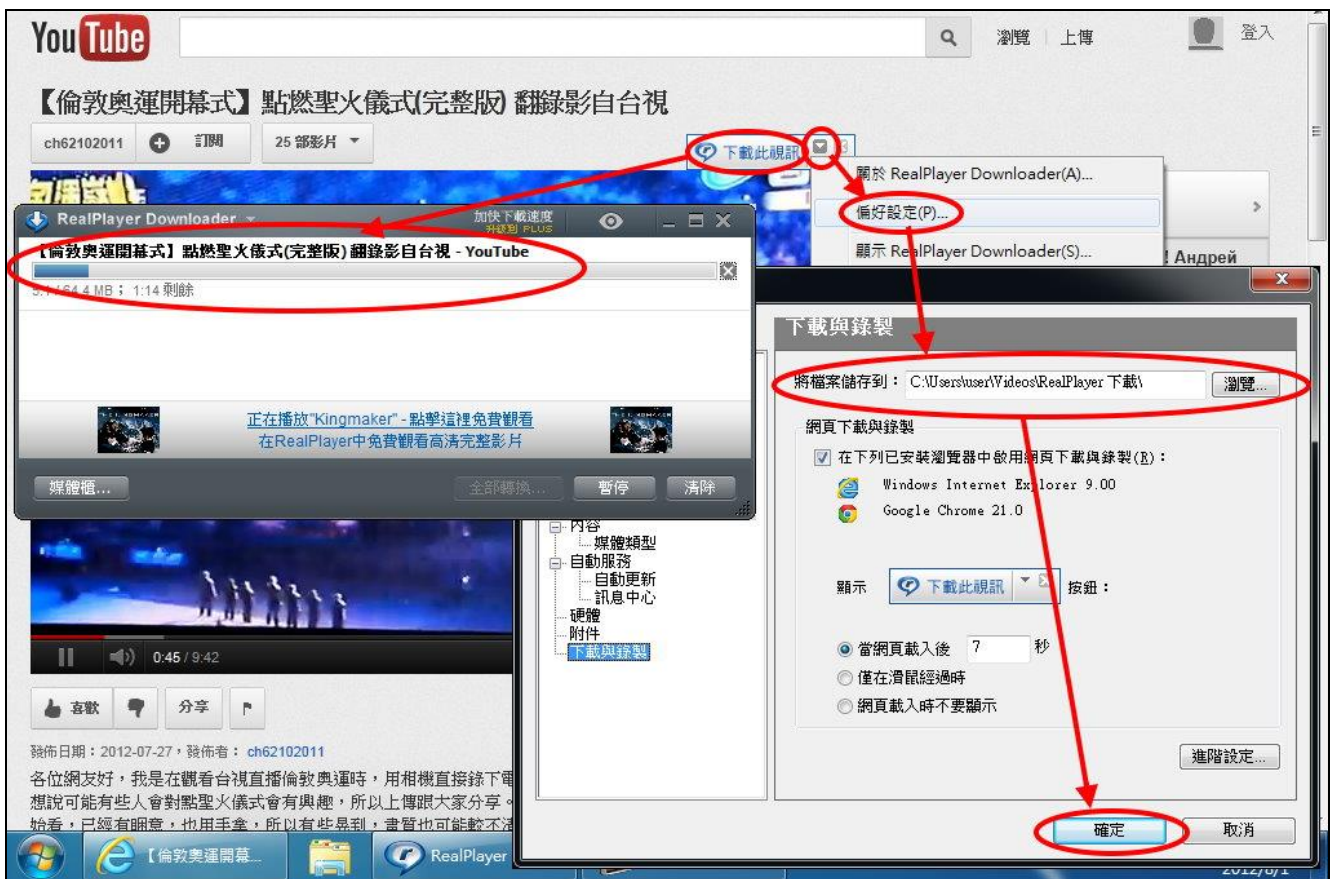 YouTube
瀏覽 上傳 登入
【倫敦奧運開幕式】點燃聖火儀式(完整版) 翻錄影自台視
ch62102011 訂閱 25 部影片
下載此視訊
關於 RealPlayer Downloader(A)...
偏好設定(P)...
顯示 RealPlayer Downloader(S)...
! Андрей
RealPlayer Downloader 加快下載速度
升級到 PLUS
【倫敦奧運開幕式】點燃聖火儀式(完整版) 翻錄影自台視 - YouTube
5.1 / 64.4 MB； 1:14 剩餘
正在播放"Kingmaker" - 點擊這裡免費觀看
在RealPlayer中免費觀看高清完整影片
媒體櫃... 全部轉換... 暫停 清除
下載與錄製
將檔案儲存到： C:\Users\user\Videos\RealPlayer 下載\ 瀏覽...
網頁下載與錄製
在下列已安裝瀏覽器中啟用網頁下載與錄製(R)：
Windows Internet Explorer 9.00
Google Chrome 21.0
顯示 下載此視訊 按鈕：
當網頁載入後 7 秒
僅在滑鼠經過時
網頁載入時不要顯示
進階設定...
確定 取消
內容
媒體類型
自動服務
自動更新
訊息中心
硬體
附件
下載與錄製
0:45 / 9:42
喜歡 分享
發佈日期：2012-07-27，發佈者： ch62102011
各位網友好，我是在觀看台視直播倫敦奧運時，用相機直接錄下電
想說可能有些人會對點聖火儀式會有興趣，所以上傳跟大家分享。
始看，已經有睏意，也用手拿，所以有些晃到，畫質也可能較不清
【倫敦奧運開幕... RealPlayer
2012/8/1